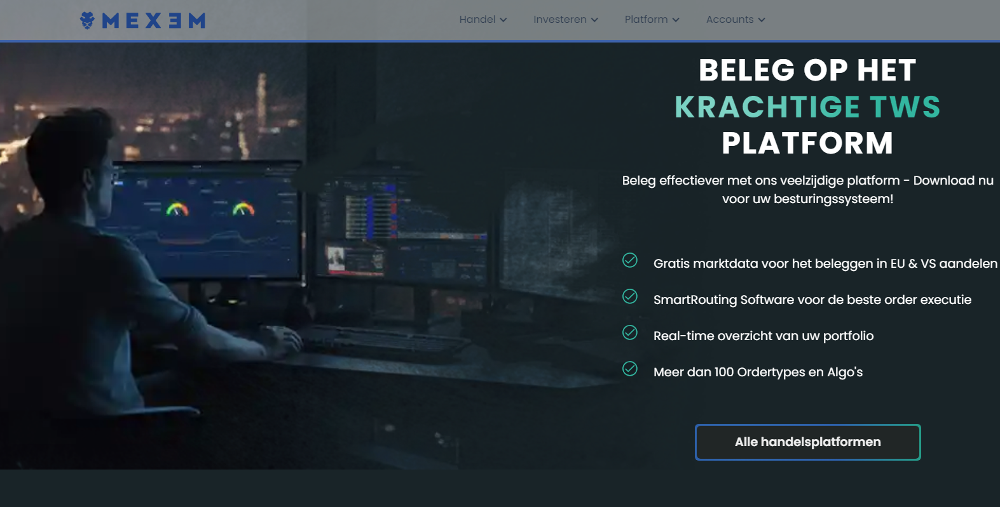 MEXEM
Handel
Investeren
Platform
Accounts
BELEG OP HET
KRACHTIGE TWS
PLATFORM
Beleg effectiever met ons veelzijdige platform - Download nu
voor uw besturingssysteem!
Gratis marktdata voor het beleggen in EU & VS aandelen
SmartRouting Software voor de beste order executie
Real-time overzicht van uw portfolio
Meer dan 100 Ordertypes en Algo's
Alle handelsplatformen